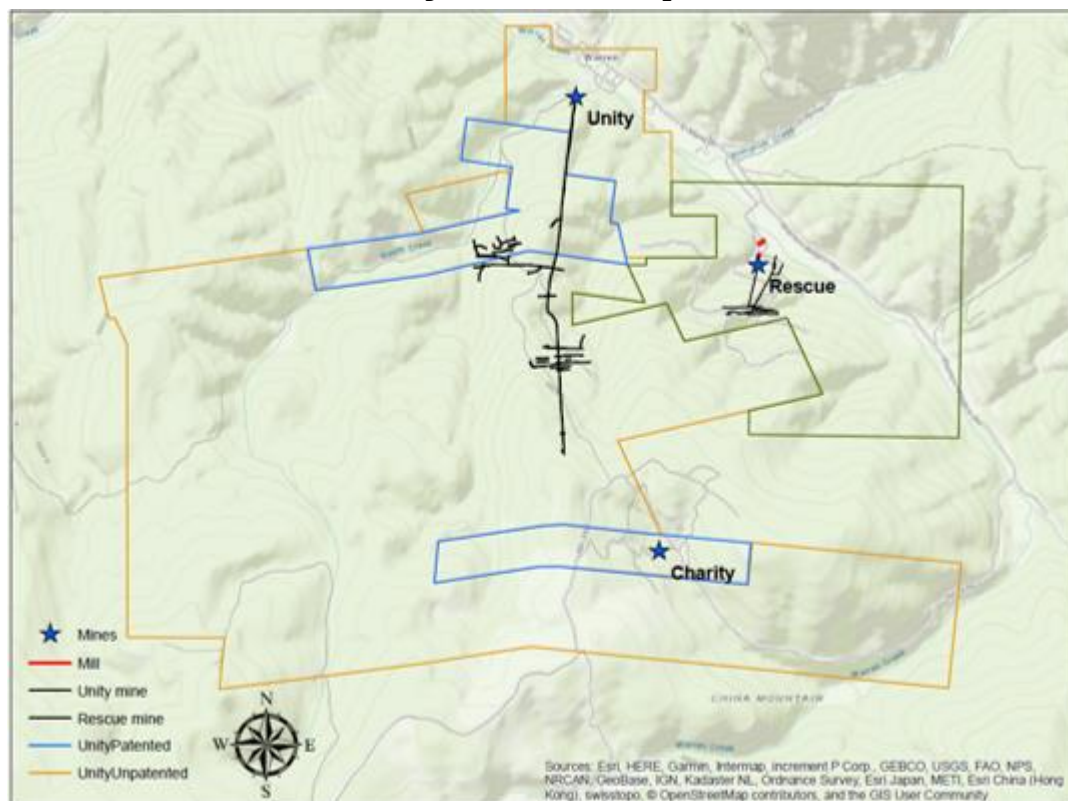 Warren
Unity
Rescue
Charity
CHINA MOUNTAIN
Mines
Mill
Unity mine
Rescue mine
UnityPatented
UnityUnpatented
N
W
E
S
Sources: Esri, HERE, Garmin, Intermap, increment P Corp., GEBCO, USGS, FAO, NPS,
NRCAN, GeoBase, IGN, Kadaster NL, Ordnance Survey, Esri Japan, METI, Esri China (Hong
Kong), swisstopo, © OpenStreetMap contributors, and the GIS User Community